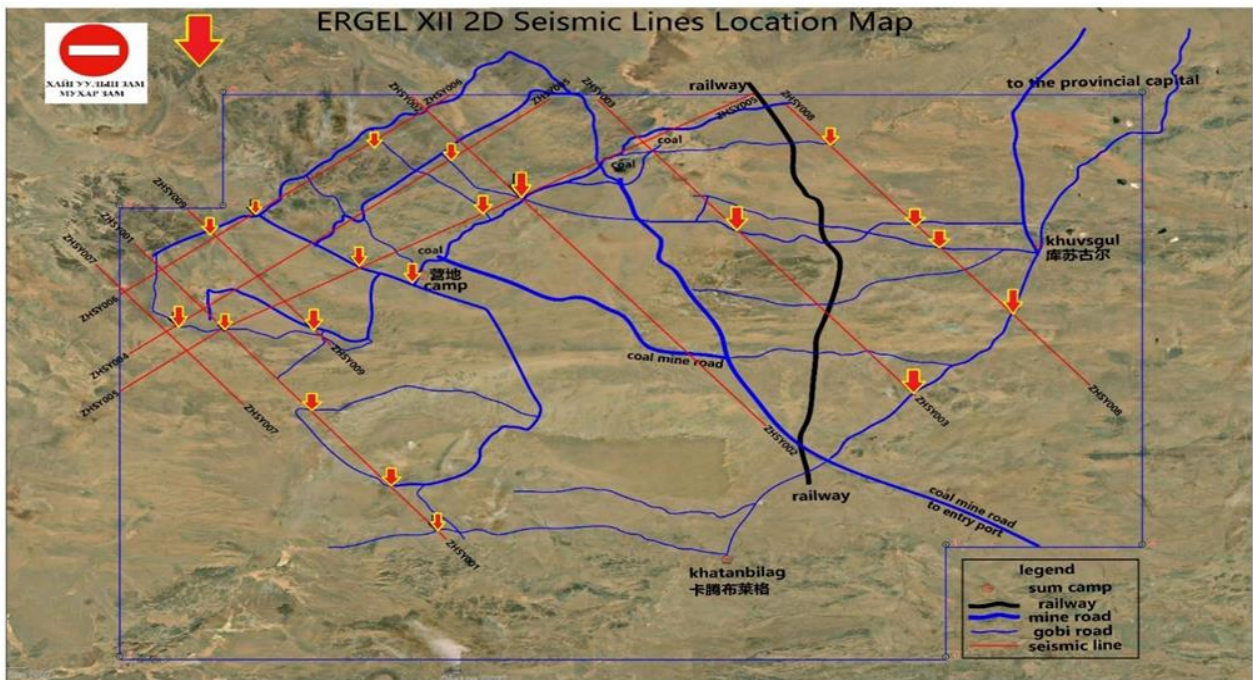 ERGEL XII 2D Seismic Lines Location Map
ХАЙГУУЛЫН ЗАМ
МУХАР ЗАМ
ZHSY002
ZHSY006
ZHSY003
railway
ZHSY005
ZHSY008
to the provincial capital
coal
coal
ZHSY009
ZHSY001
ZHSY007
coal
营地
camp
khuvsgul
库苏古尔
ZHSY006
ZHSY004
ZHSY005
ZHSY009
coal mine road
ZHSY007
ZHSY003
ZHSY008
ZHSY002
railway
coal mine road
to entry port
ZHSY001
khatanbilag
卡腾布莱格
legend
sum camp
railway
mine road
gobi road
seismic line